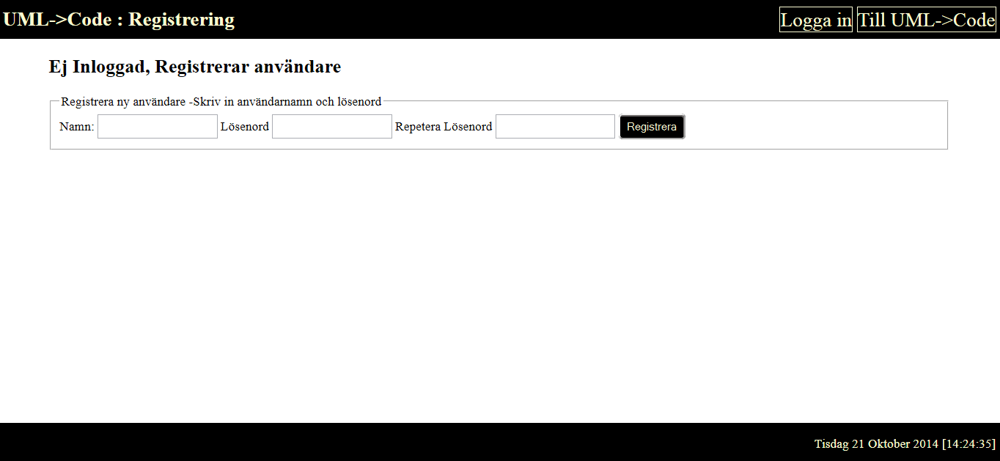 UML->Code : Registrering
Logga in Till UML->Code
Ej Inloggad, Registrerar användare
Registrera ny användare -Skriv in användarnamn och lösenord
Namn: Lösenord Repetera Lösenord Registrera
Tisdag 21 Oktober 2014 [14:24:35]